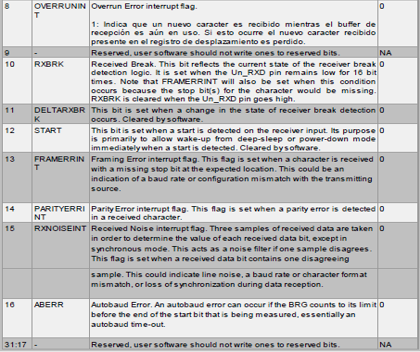 8 OVERRUNIN Overrun Error interrupt flag. 0
T
1: Indica que un nuevo caracter es recibido mientras el buffer de
recepción es aún en uso. Si esto ocurre el nuevo caracter recibido
presente en el registro de desplazamiento es perdido.
9 - Reserved, user software should not write ones to reserved bits. NA
10 RXBRK Received Break. This bit reflects the current state of the receiver break 0
detection logic. It is set when the Un_RXD pin remains low for 16 bit
times. Note that FRAMERRINT will also be set when this condition
occurs because the stop bit(s) for the character would be missing.
RXBRK is cleared when the Un_RXD pin goes high.
11 DELTARXBR This bit is set when a change in the state of receiver break detection 0
K occurs. Cleared by software.
12 START This bit is set when a start is detected on the receiver input. Its purpose 0
is primarily to allow wake-up from deep-sleep or power-down mode
immediately when a start is detected. Cleared by software.
13 FRAMERRIN Framing Error interrupt flag. This flag is set when a character is received 0
T with a missing stop bit at the expected location. This could be an
indication of a baud rate or configuration mismatch with the transmitting
source.
14 PARITYERRI Parity Error interrupt flag. This flag is set when a parity error is detected 0
NT in a received character.
15 RXNOISEINT Received Noise interrupt flag. Three samples of received data are taken 0
in order to determine the value of each received data bit, except in
synchronous mode. This acts as a noise filter if one sample disagrees.
This flag is set when a received data bit contains one disagreeing
sample. This could indicate line noise, a baud rate or character format 0
mismatch, or loss of synchronization during data reception.
16 ABERR Autobaud Error. An autobaud error can occur if the BRG counts to its limit 0
before the end of the start bit that is being measured, essentially an
autobaud time-out.
31:17 - Reserved, user software should not write ones to reserved bits. NA